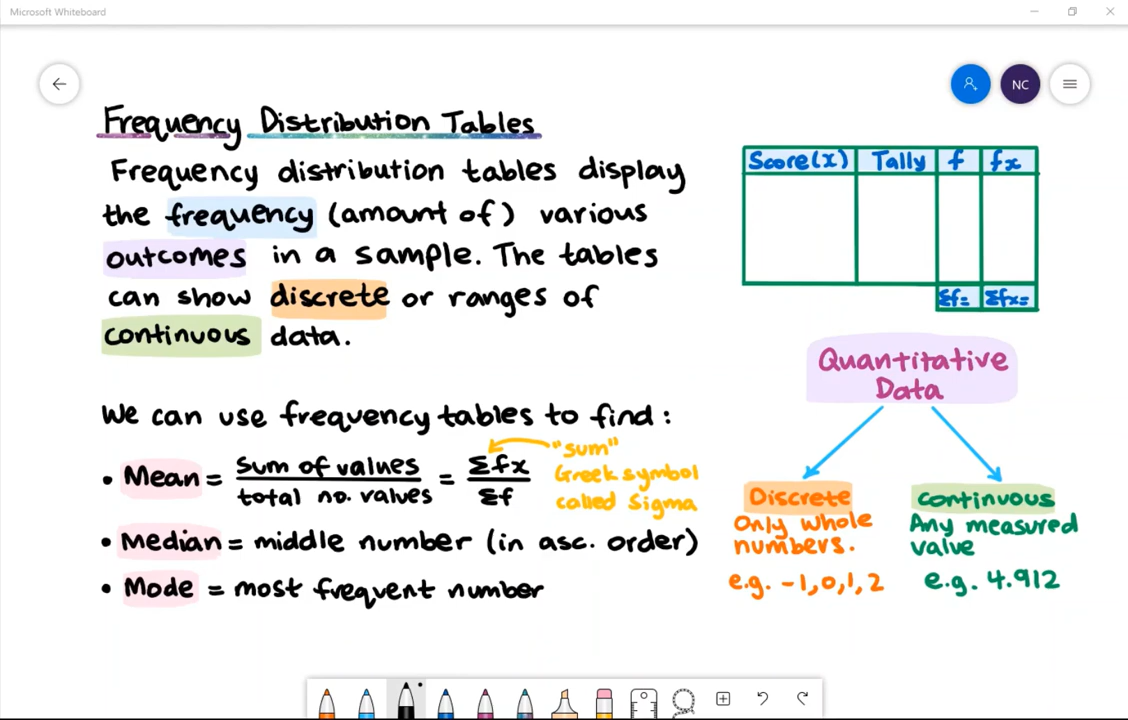 Microsoft Whiteboard
NC
Frequency Distribution Tables
Frequency distribution tables display
the frequency (amount of) various
outcomes in a sample. The tables
can show discrete or ranges of
continuous data.
We can use frequency tables to find:
• Mean = sum of values / total no. values = Σfx / Σf
"sum"
Greek symbol
called Sigma
• Median = middle number (in asc. order)
• Mode = most frequent number
Score(x) Tally f fx
Σf= Σfx=
Quantitative
Data
Discrete
Only whole
numbers.
e.g. -1, 0, 1, 2
Continuous
Any measured
value
e.g. 4.912